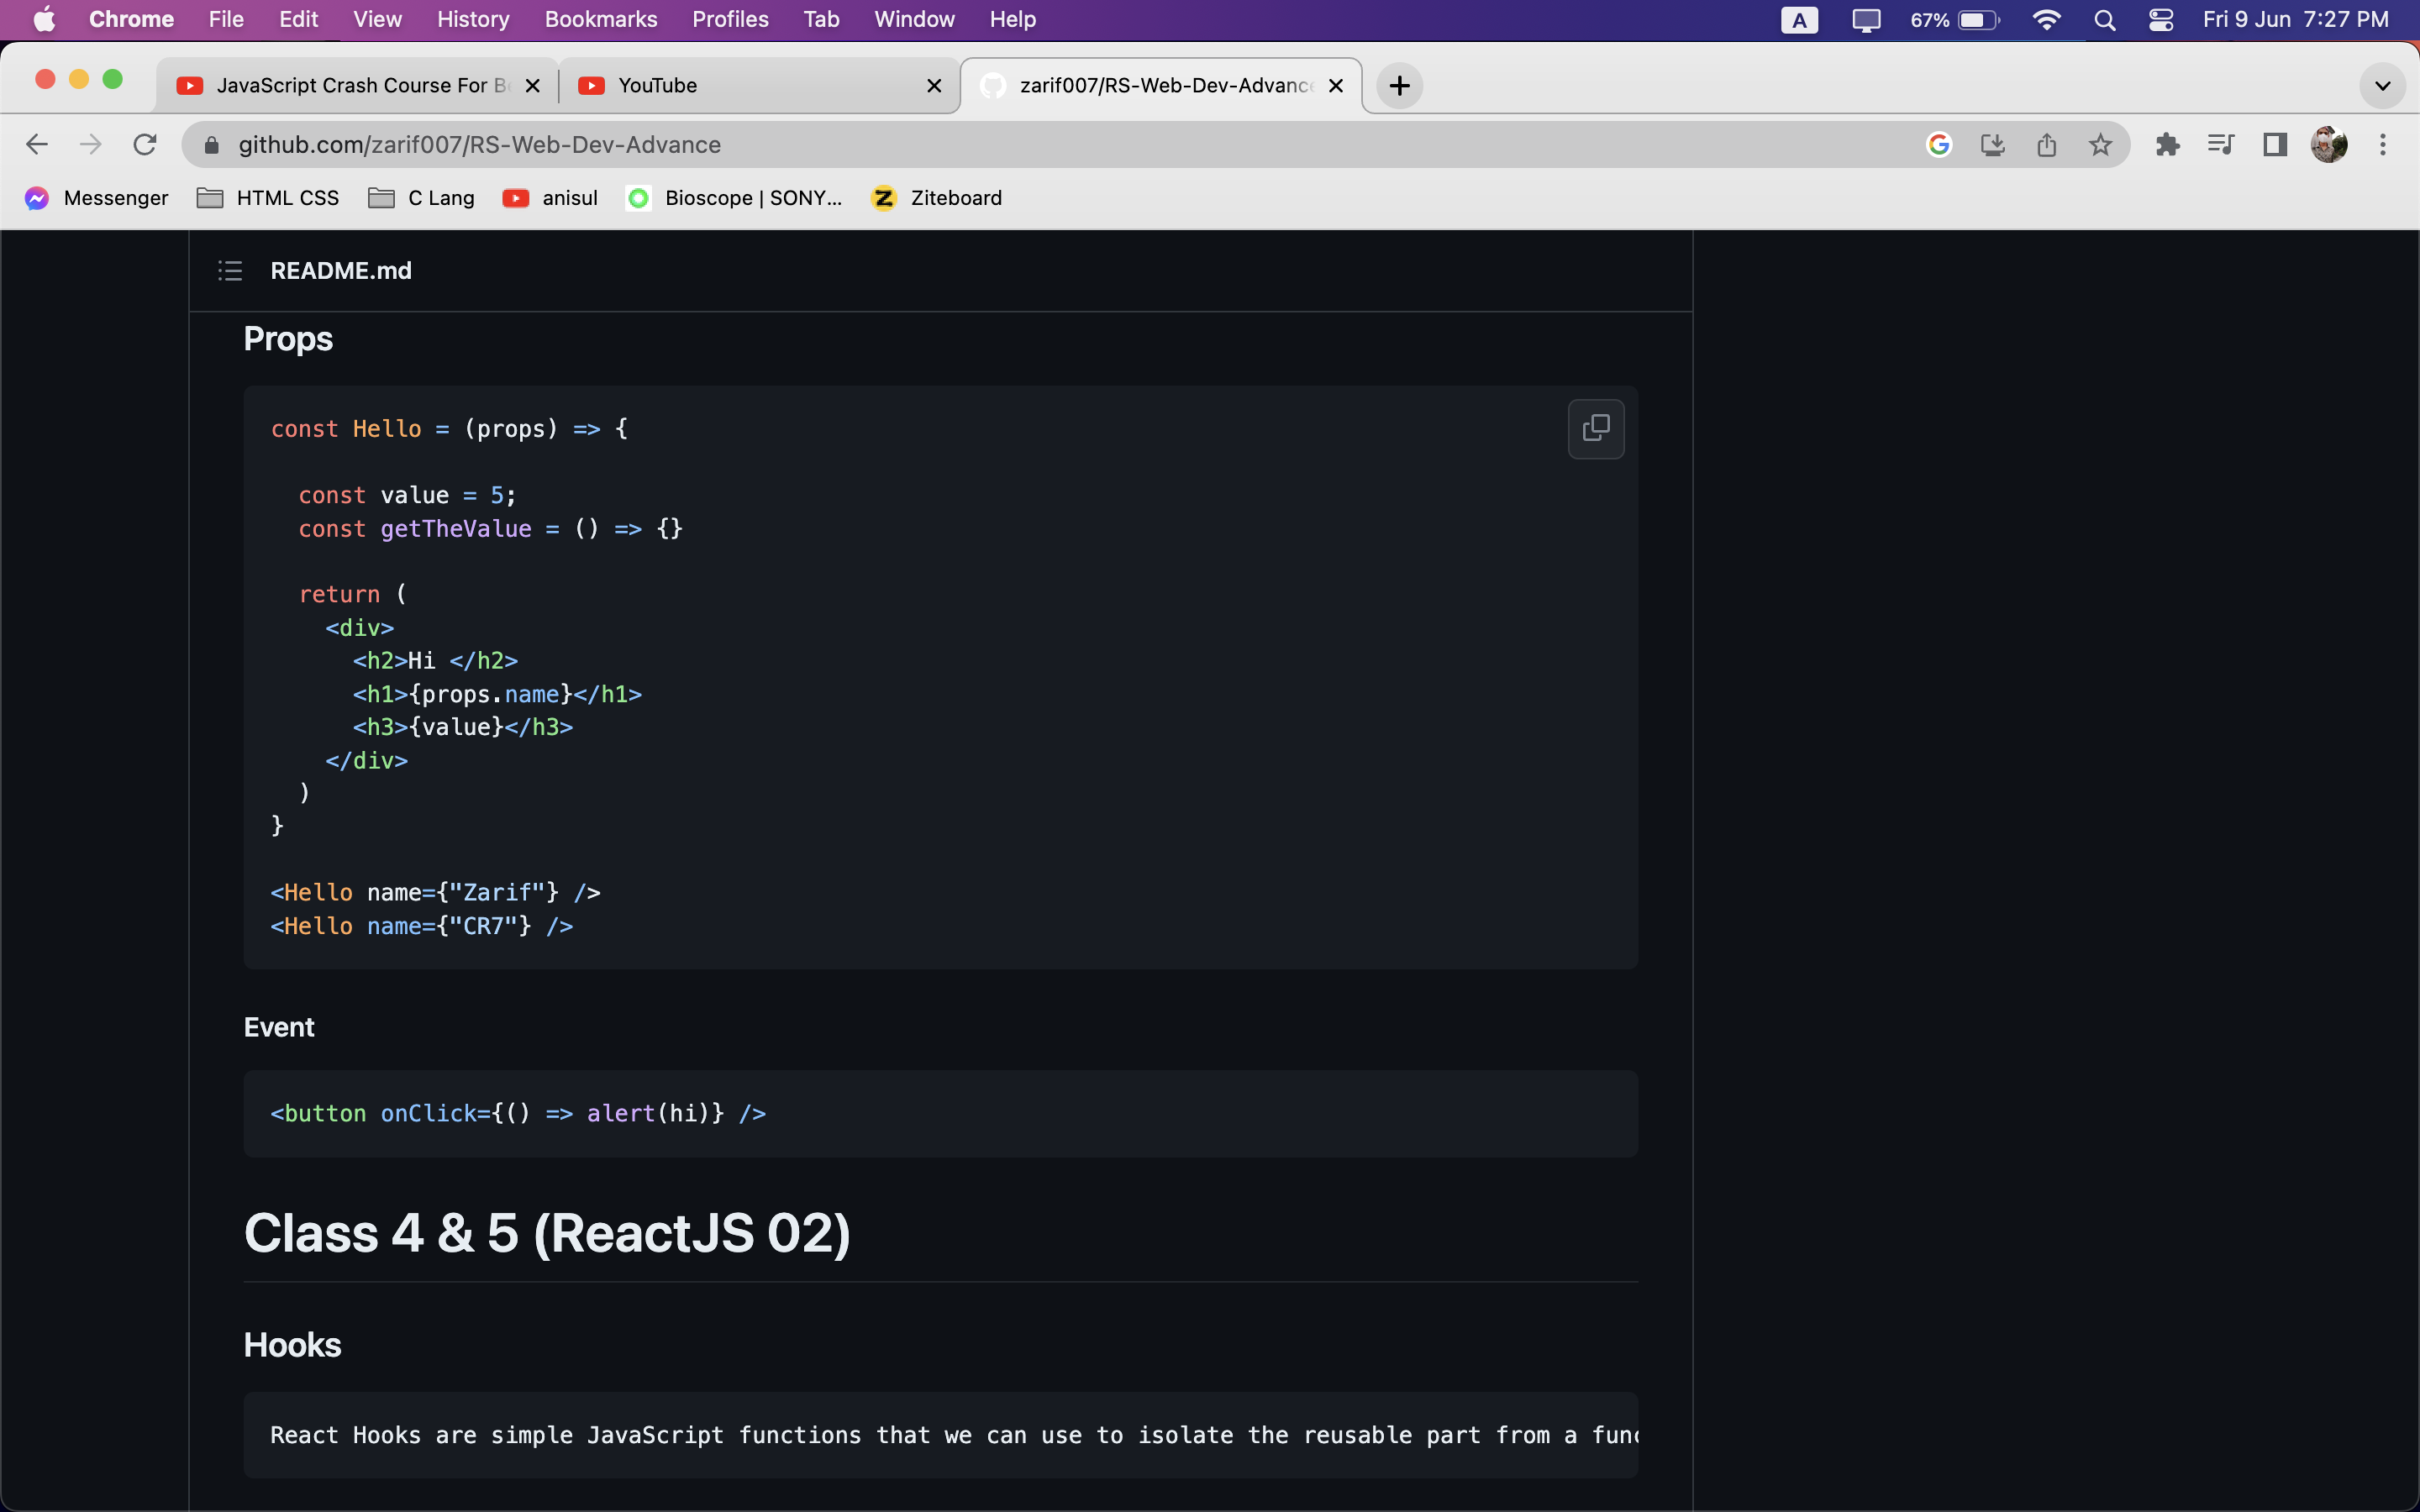 Chrome File Edit View History Bookmarks Profiles Tab Window Help A 67% Fri 9 Jun 7:27 PM
JavaScript Crash Course For Be YouTube zarif007/RS-Web-Dev-Advance
github.com/zarif007/RS-Web-Dev-Advance
Messenger HTML CSS C Lang anisul Bioscope | SONY... Ziteboard
README.md
Props
const Hello = (props) => {
const value = 5;
const getTheValue = () => {}
return (
<div>
<h2>Hi </h2>
<h1>{props.name}</h1>
<h3>{value}</h3>
</div>
)
}
<Hello name={"Zarif"} />
<Hello name={"CR7"} />
Event
<button onClick={() => alert(hi)} />
Class 4 & 5 (ReactJS 02)
Hooks
React Hooks are simple JavaScript functions that we can use to isolate the reusable part from a func